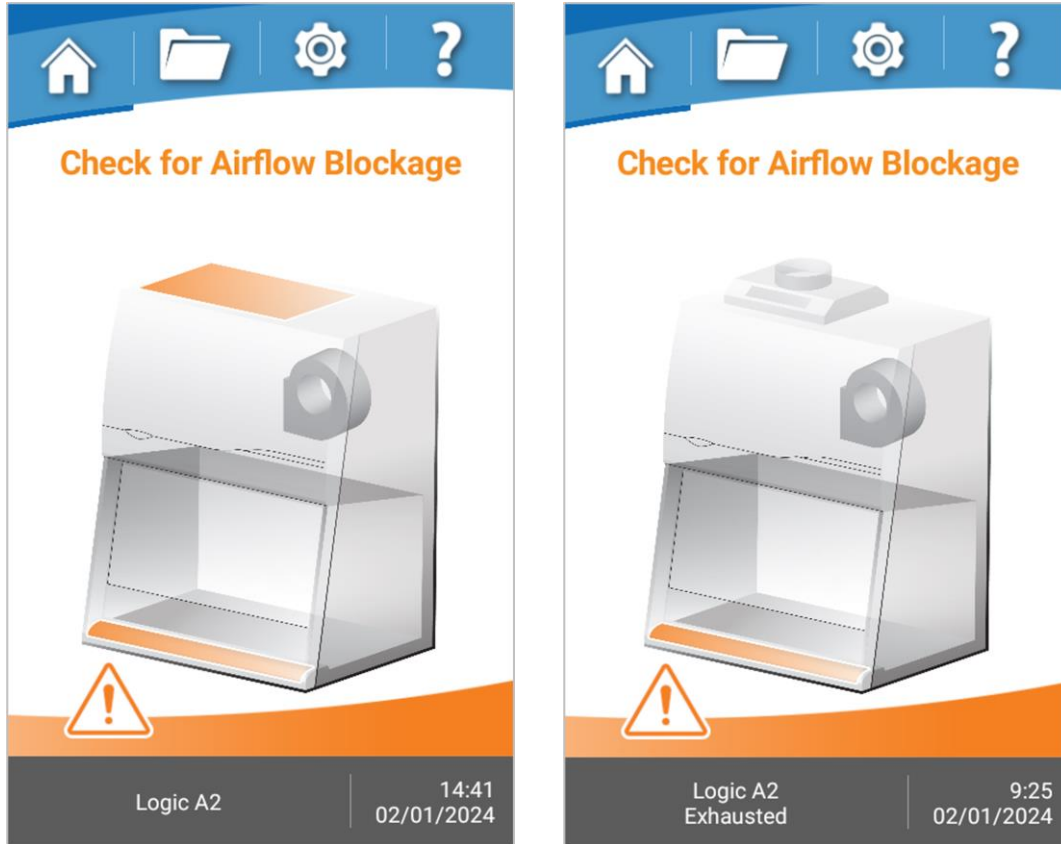 Check for Airflow Blockage
Logic A2
14:41
02/01/2024
Check for Airflow Blockage
Logic A2
Exhausted
9:25
02/01/2024